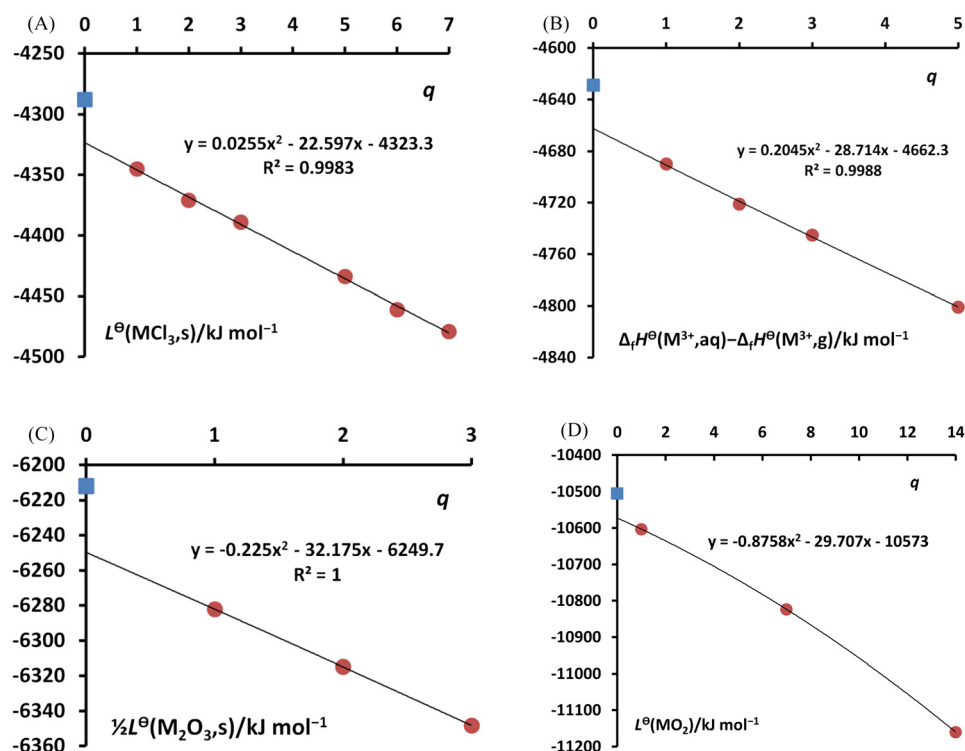 (A)
0 1 2 3 4 5 6 7
-4250
-4300
-4350
-4400
-4450
-4500
q
y = 0.0255x² - 22.597x - 4323.3
R² = 0.9983
L⊖(MCl₃,s)/kJ mol⁻¹
(B)
0 1 2 3 4 5
-4600
-4640
-4680
-4720
-4760
-4800
-4840
q
y = 0.2045x² - 28.714x - 4662.3
R² = 0.9988
ΔfH⊖(M³⁺,aq)–ΔfH⊖(M³⁺,g)/kJ mol⁻¹
(C)
0 1 2 3
-6200
-6220
-6240
-6260
-6280
-6300
-6320
-6340
-6360
q
y = -0.225x² - 32.175x - 6249.7
R² = 1
½L⊖(M₂O₃,s)/kJ mol⁻¹
(D)
0 2 4 6 8 10 12 14
-10400
-10500
-10600
-10700
-10800
-10900
-11000
-11100
-11200
q
y = -0.8758x² - 29.707x - 10573
L⊖(MO₂)/kJ mol⁻¹